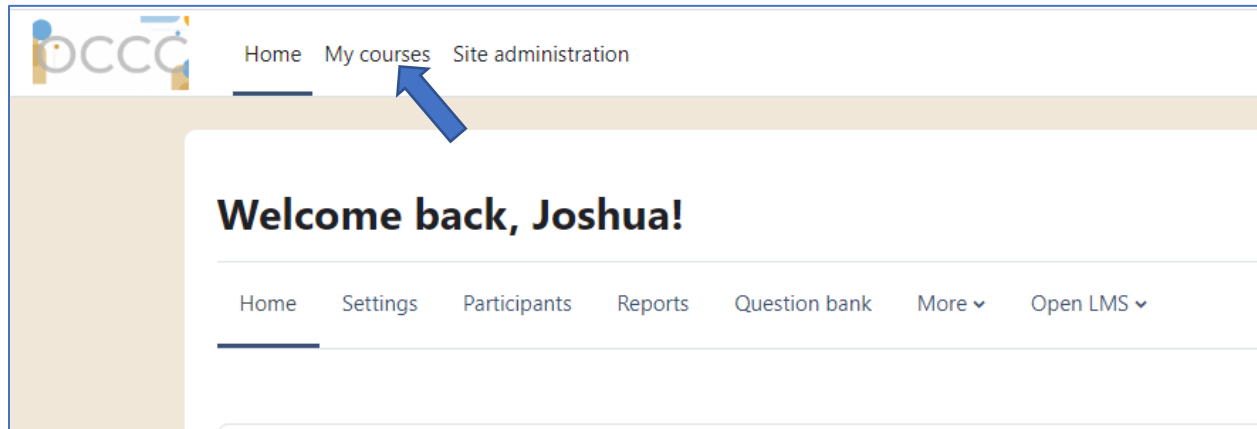 occc
Home My courses Site administration
Welcome back, Joshua!
Home Settings Participants Reports Question bank More Open LMS